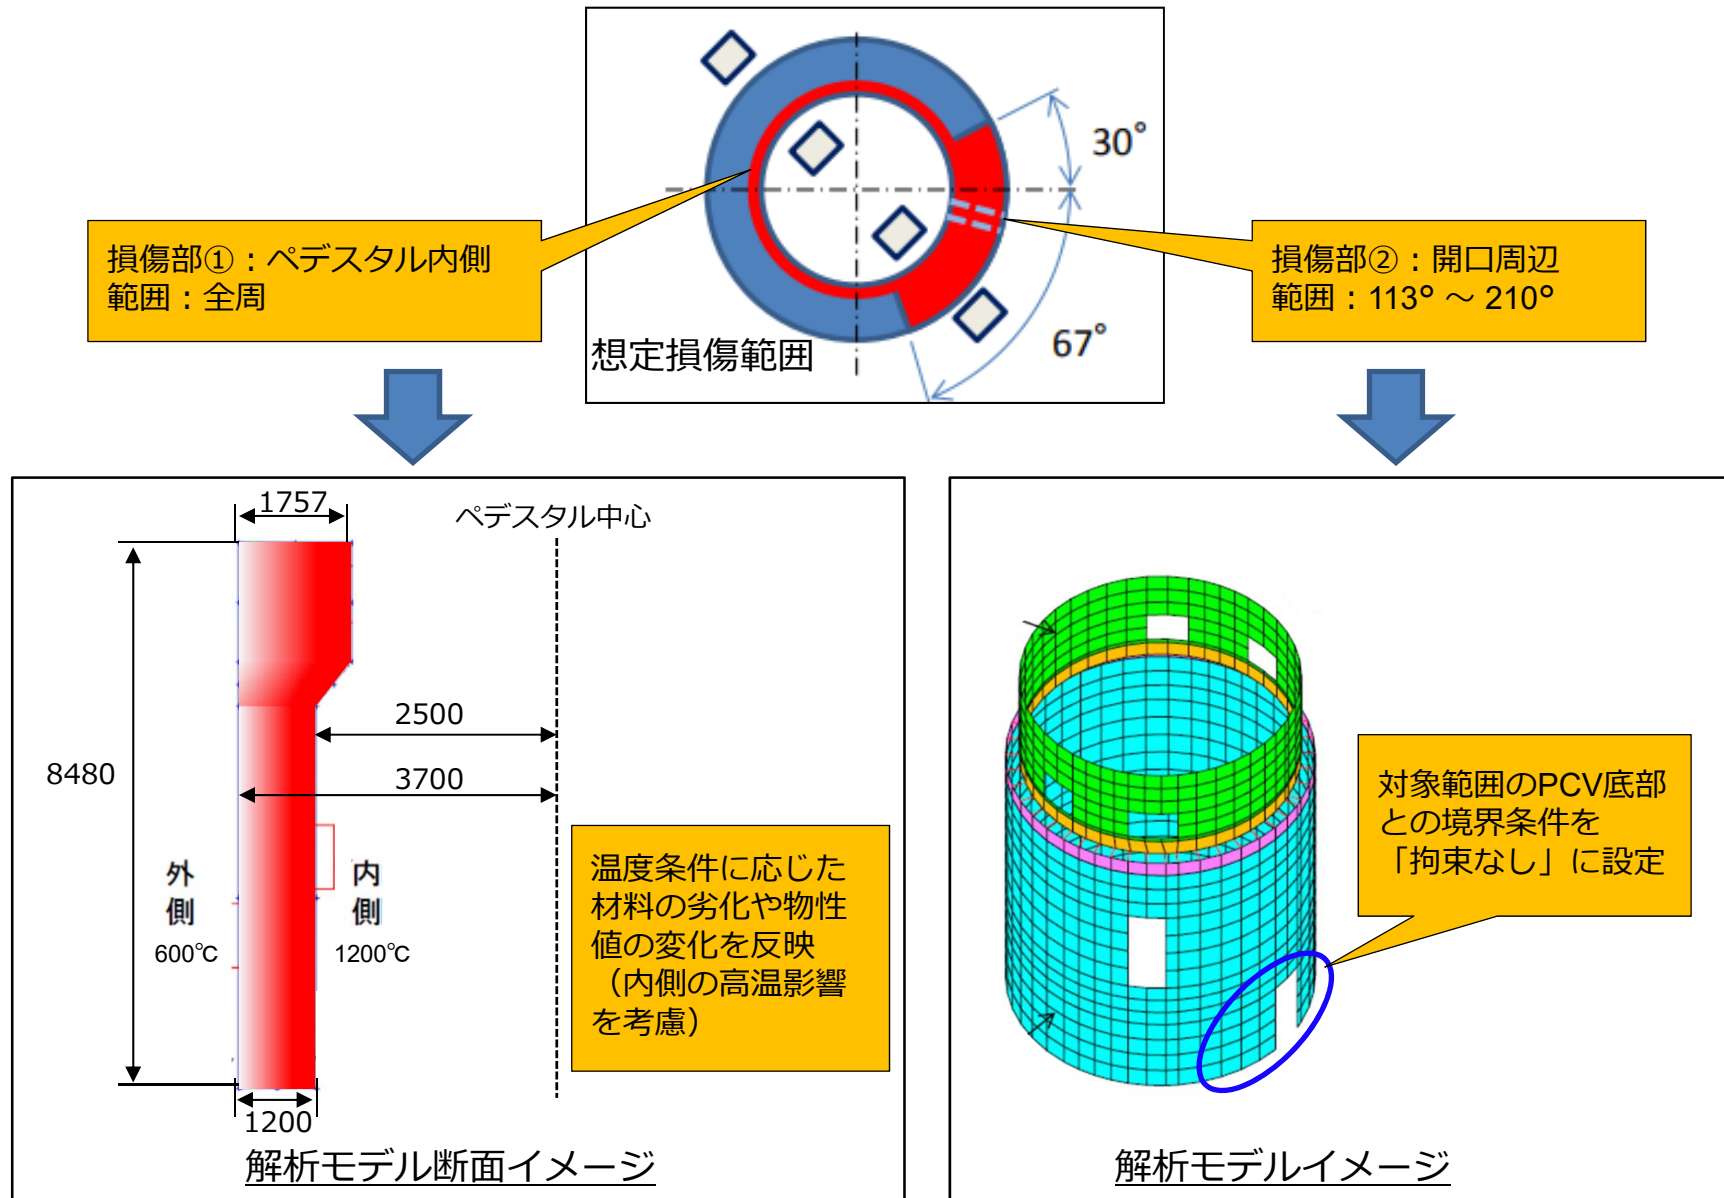 30°
67°
想定損傷範囲
損傷部①：ペデスタル内側
範囲：全周
損傷部②：開口周辺
範囲：113° ～ 210°
1757
ペデスタル中心
2500
8480
3700
外側
600℃
内側
1200℃
温度条件に応じた
材料の劣化や物性
値の変化を反映
（内側の高温影響
を考慮）
1200
解析モデル断面イメージ
対象範囲のPCV底部
との境界条件を
「拘束なし」に設定
解析モデルイメージ